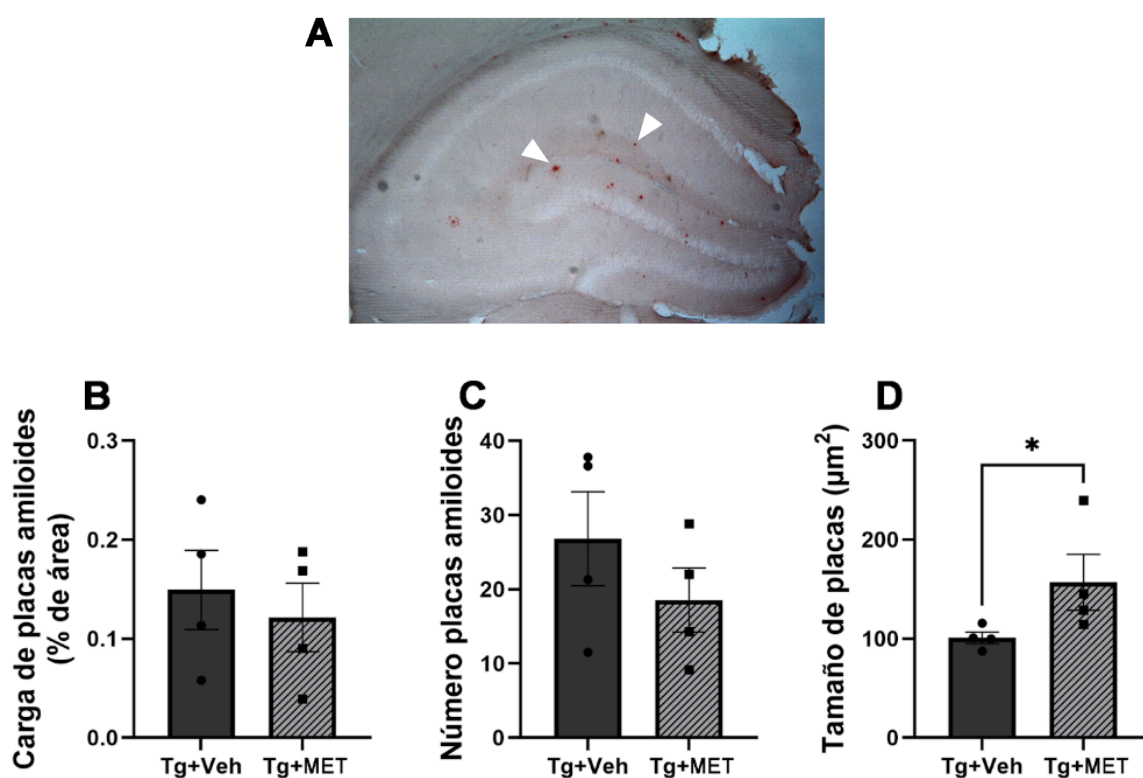 A
B
Carga de placas amiloides
(% de área)
0.3
0.2
0.1
0.0
Tg+Veh
Tg+MET
C
Número placas amiloides
40
30
20
10
0
Tg+Veh
Tg+MET
D
Tamaño de placas (µm²)
300
200
100
0
*
Tg+Veh
Tg+MET